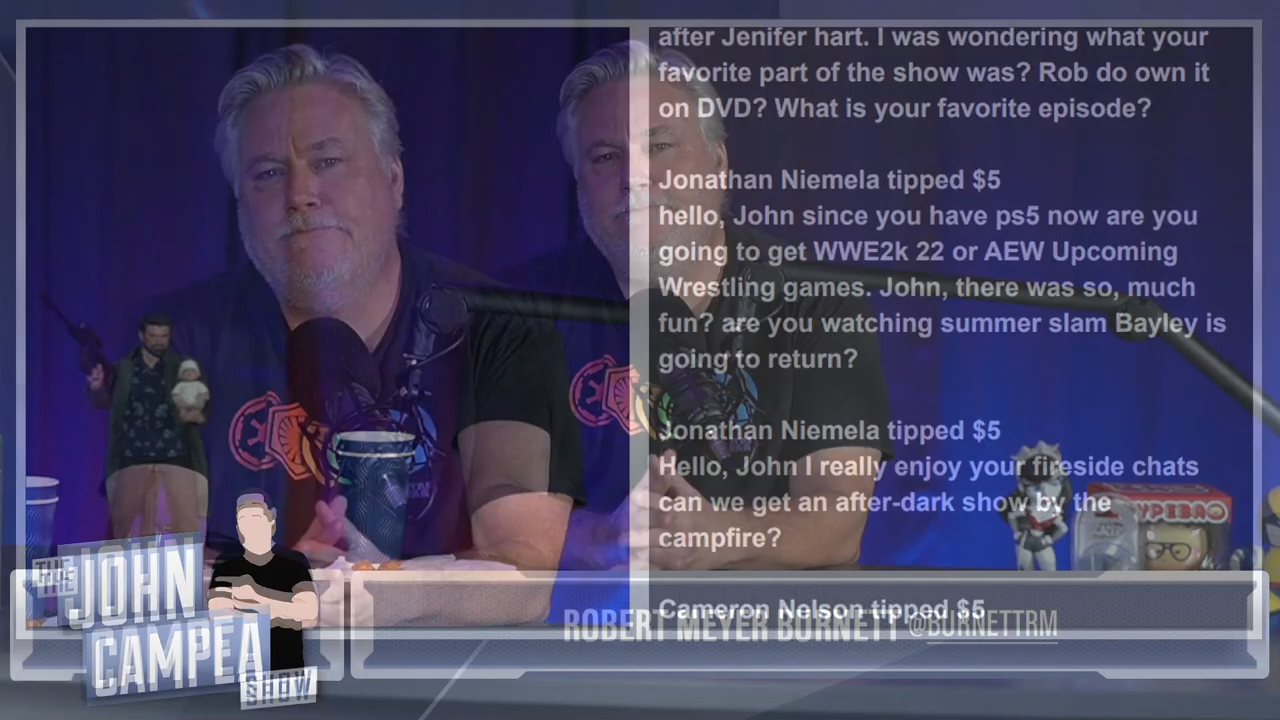 after Jenifer hart. I was wondering what your
favorite part of the show was? Rob do own it
on DVD? What is your favorite episode?
Jonathan Niemela tipped $5
hello, John since you have ps5 now are you
going to get WWE2k 22 or AEW Upcoming
Wrestling games. John, there was so, much
fun? are you watching summer slam Bayley is
going to return?
Jonathan Niemela tipped $5
Hello, John I really enjoy your fireside chats
can we get an after-dark show by the
campfire?
Cameron Nelson tipped $5
ROBERT MEYER BURNETT @BURNETTRM
THE
JOHN
CAMPEA
SHOW